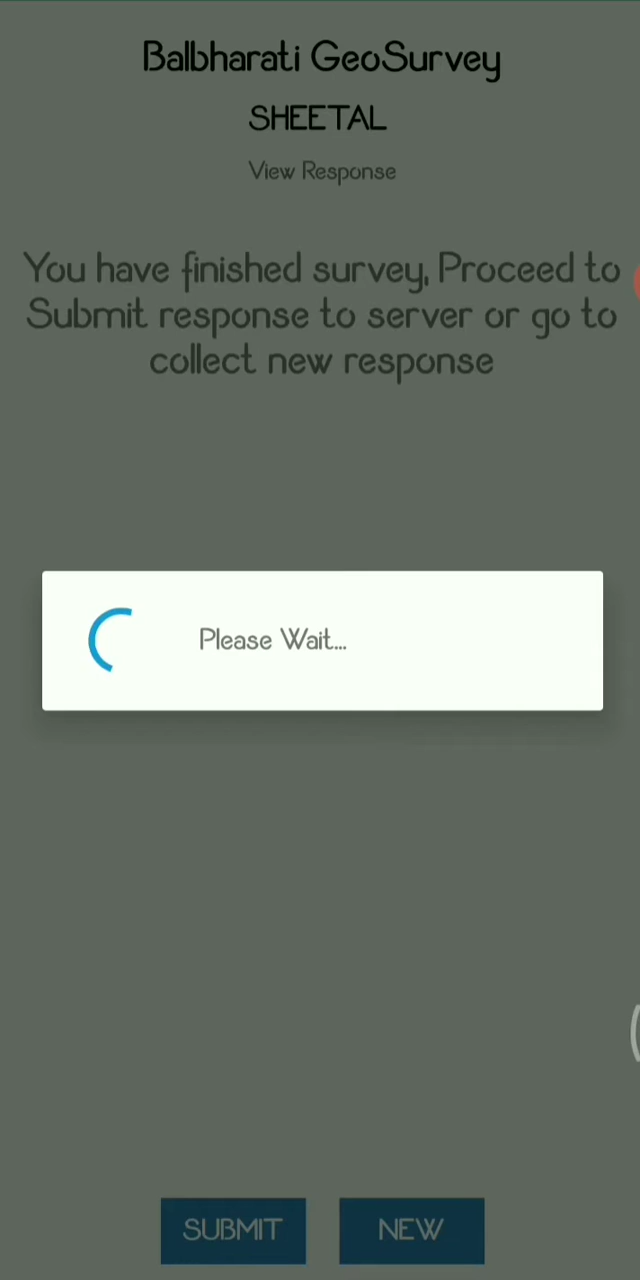 Balbharati GeoSurvey
SHEETAL
View Response
You have finished survey, Proceed to
Submit response to server or go to
collect new response
Please Wait...
SUBMIT
NEW